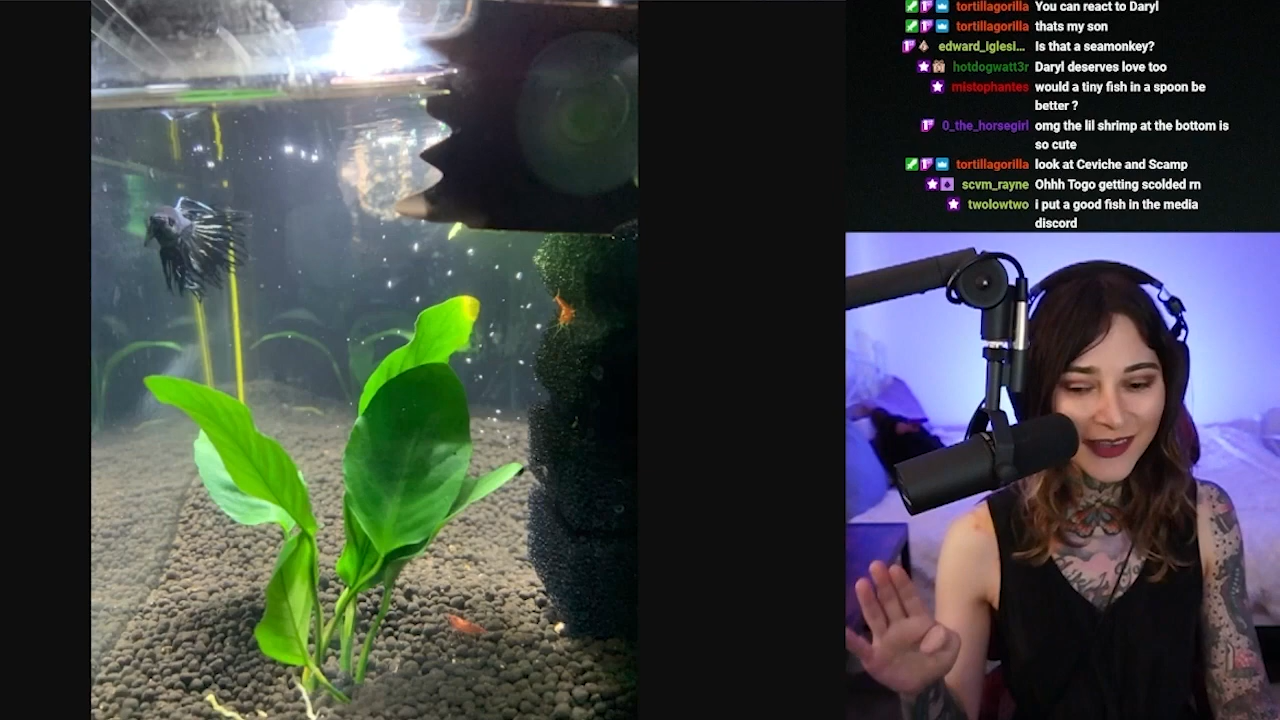 tortillagorilla You can react to Daryl
tortillagorilla thats my son
edward_iglesi... Is that a seamonkey?
hotdogwatt3r Daryl deserves love too
mistophantes would a tiny fish in a spoon be
better ?
0_the_horsegirl omg the lil shrimp at the bottom is
so cute
tortillagorilla look at Ceviche and Scamp
scvm_rayne Ohhh Togo getting scolded rn
twolowtwo i put a good fish in the media
discord